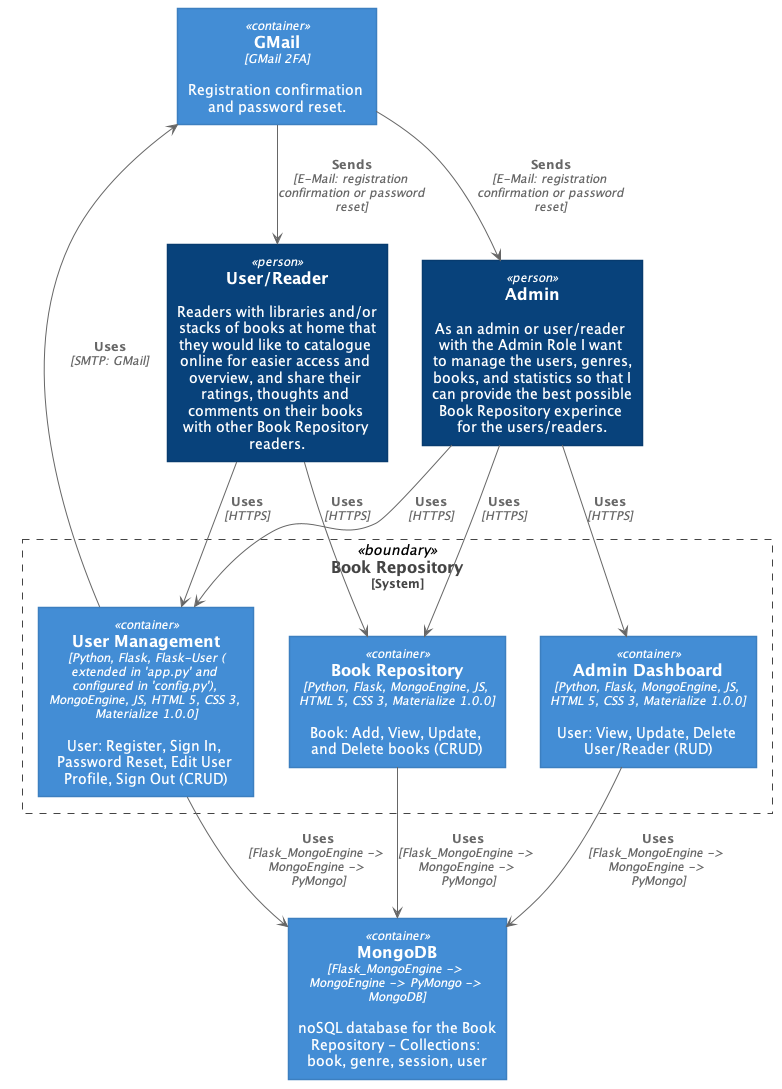 «container»
GMail
[GMail 2FA]
Registration confirmation
and password reset.
Sends
[E-Mail: registration
confirmation or password
reset]
Sends
[E-Mail: registration
confirmation or password
reset]
«person»
User/Reader
Readers with libraries and/or
stacks of books at home that
they would like to catalogue
online for easier access and
overview, and share their
ratings, thoughts and
comments on their books
with other Book Repository
readers.
«person»
Admin
As an admin or user/reader
with the Admin Role I want
to manage the users, genres,
books, and statistics so that I
can provide the best possible
Book Repository experince
for the users/readers.
Uses
[SMTP: GMail]
Uses
[HTTPS]
Uses
[HTTPS]
Uses
[HTTPS]
Uses
[HTTPS]
Uses
[HTTPS]
«boundary»
Book Repository
[System]
«container»
User Management
[Python, Flask, Flask-User (
extended in 'app.py' and
configured in 'config.py'),
MongoEngine, JS, HTML 5, CSS 3,
Materialize 1.0.0]
User: Register, Sign In,
Password Reset, Edit User
Profile, Sign Out (CRUD)
«container»
Book Repository
[Python, Flask, MongoEngine, JS,
HTML 5, CSS 3, Materialize 1.0.0]
Book: Add, View, Update,
and Delete books (CRUD)
«container»
Admin Dashboard
[Python, Flask, MongoEngine, JS,
HTML 5, CSS 3, Materialize 1.0.0]
User: View, Update, Delete
User/Reader (RUD)
Uses
[Flask_MongoEngine ->
MongoEngine ->
PyMongo]
Uses
[Flask_MongoEngine ->
MongoEngine ->
PyMongo]
Uses
[Flask_MongoEngine ->
MongoEngine ->
PyMongo]
«container»
MongoDB
[Flask_MongoEngine ->
MongoEngine -> PyMongo ->
MongoDB]
noSQL database for the Book
Repository - Collections:
book, genre, session, user